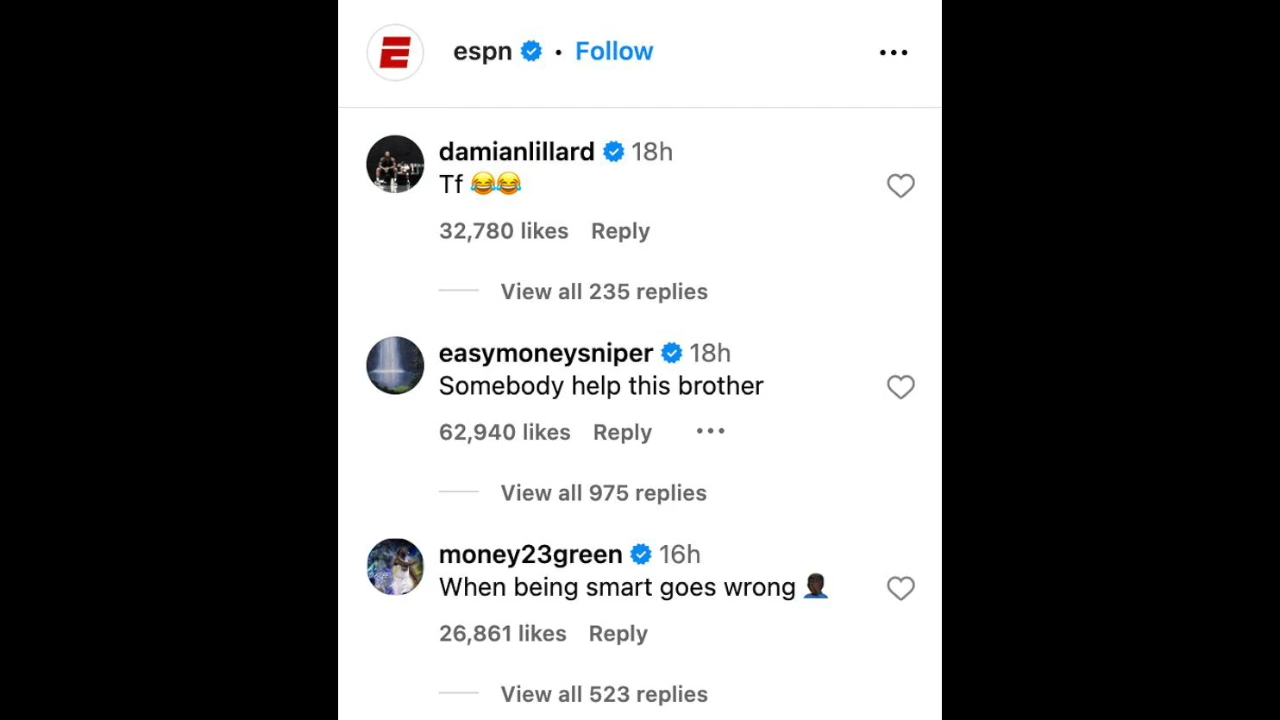 espn • Follow
damianlillard 18h
Tf 😂😂
32,780 likes Reply
View all 235 replies
easymoneysniper 18h
Somebody help this brother
62,940 likes Reply
View all 975 replies
money23green 16h
When being smart goes wrong 🤦🏿‍♂️
26,861 likes Reply
View all 523 replies